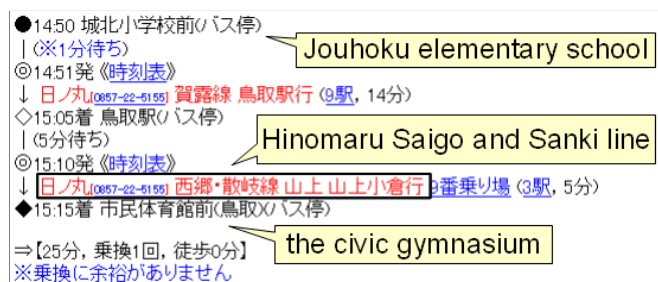 ●14:50 城北小学校前(バス停)
Jouhoku elementary school
｜(※1分待ち)
◎14:51発《時刻表》
↓ 日ノ丸[0857-22-5155] 賀露線 鳥取駅行 (9駅, 14分)
◇15:05着 鳥取駅(バス停)
｜(5分待ち)
Hinomaru Saigo and Sanki line
◎15:10発《時刻表》
↓ 日ノ丸[0857-22-5155] 西郷・散岐線 山上 山上小倉行 9番乗り場 (3駅, 5分)
◆15:15着 市民体育館前(鳥取)(バス停)
the civic gymnasium
⇒【25分, 乗換1回, 徒歩0分】
※乗換に余裕がありません